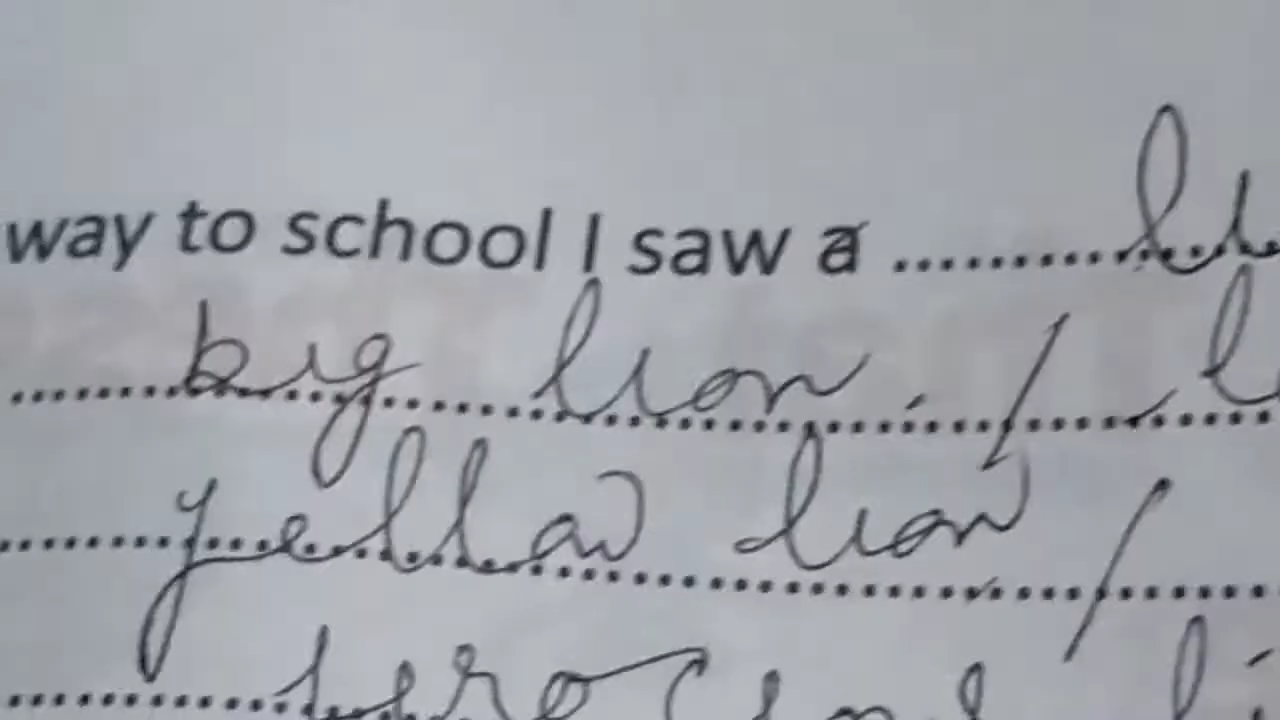 way to school I saw a ............
big lion. /
yellow lion, /